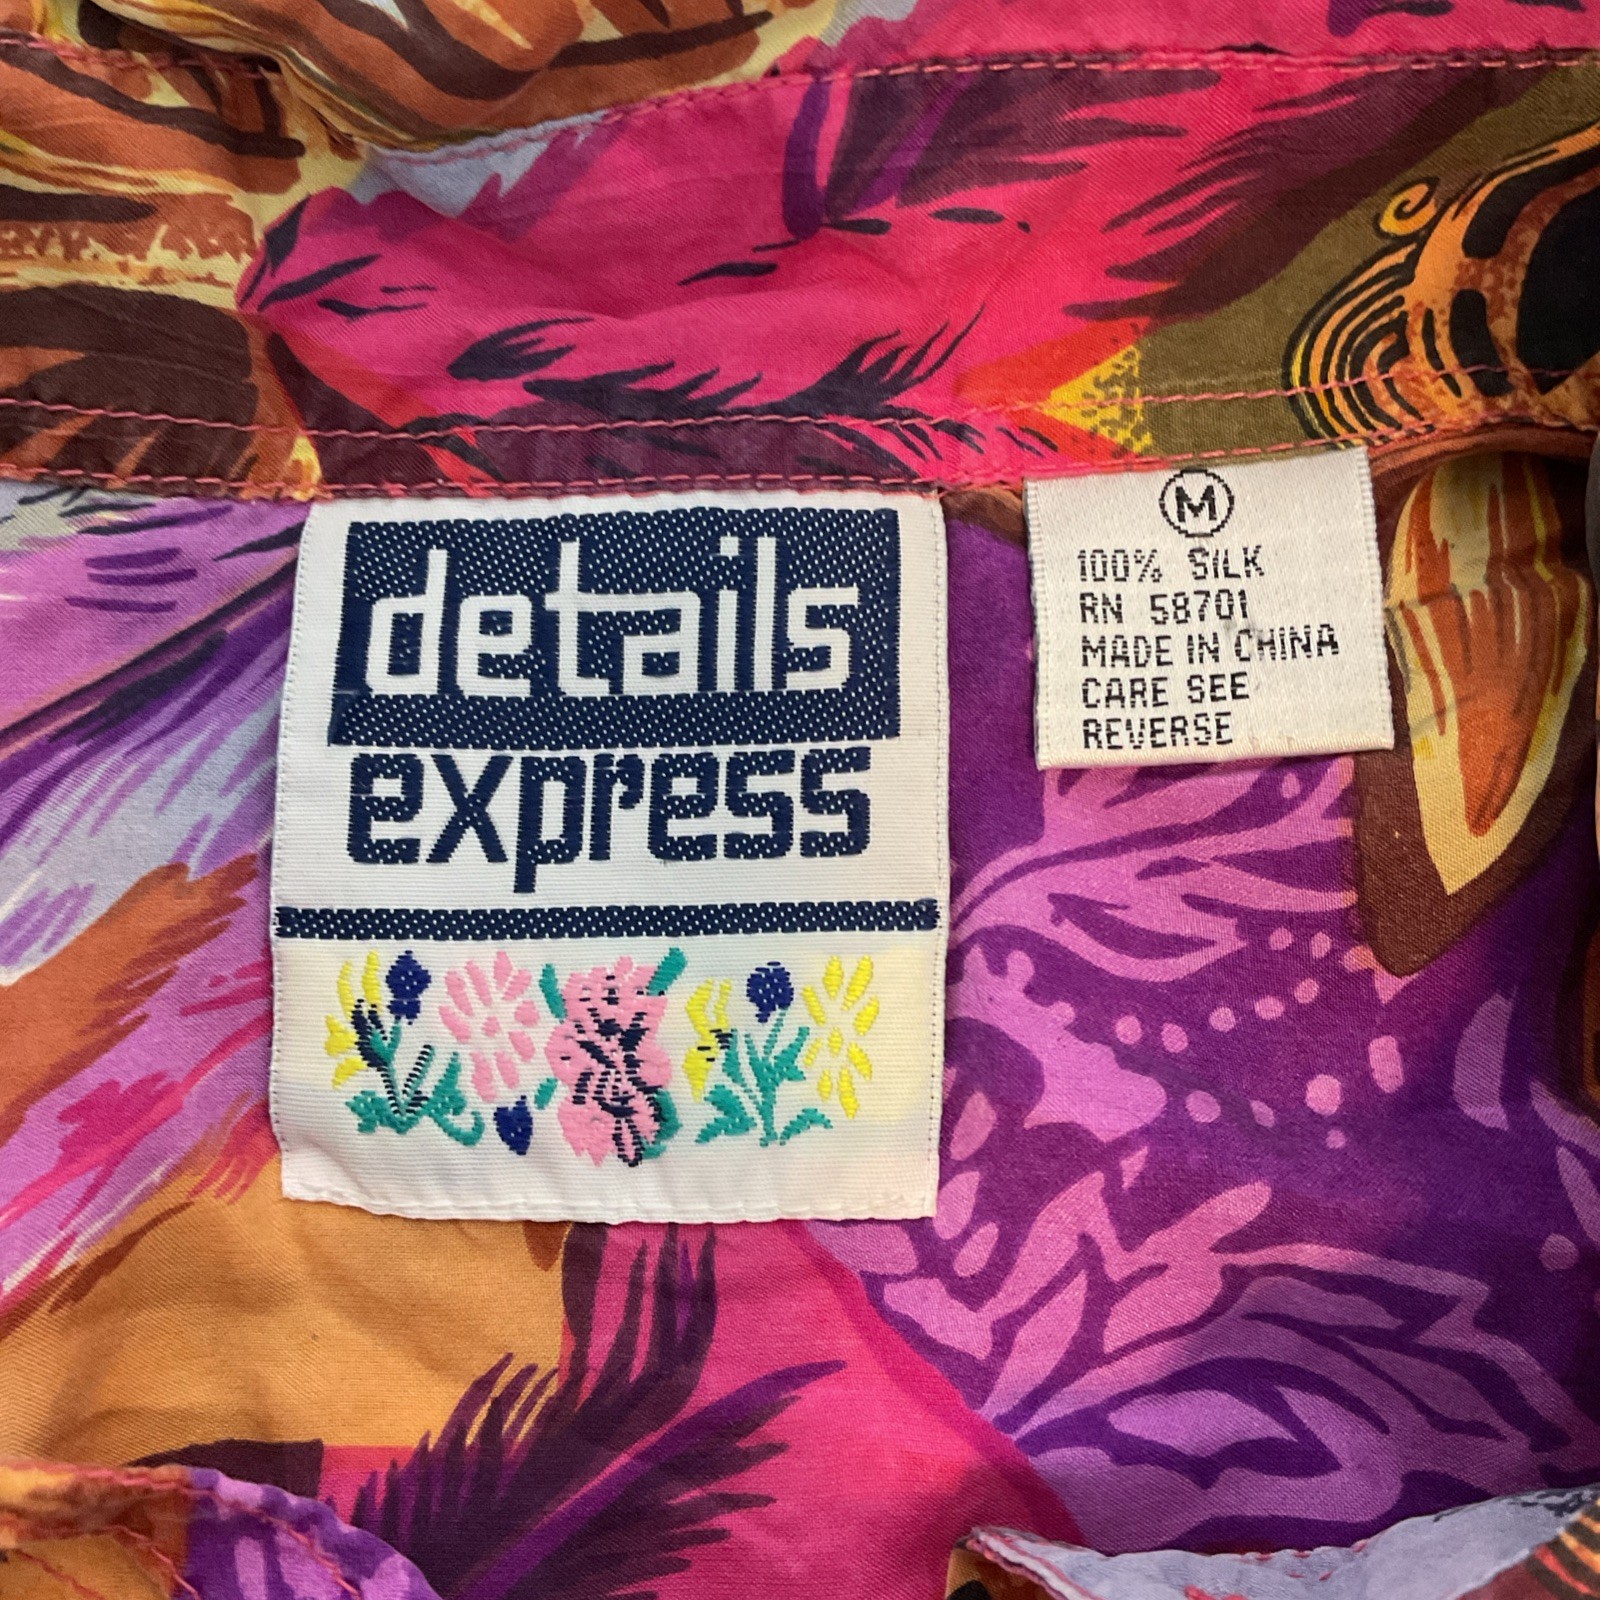 details
express
M
100% SILK
RN 58701
MADE IN CHINA
CARE SEE
REVERSE